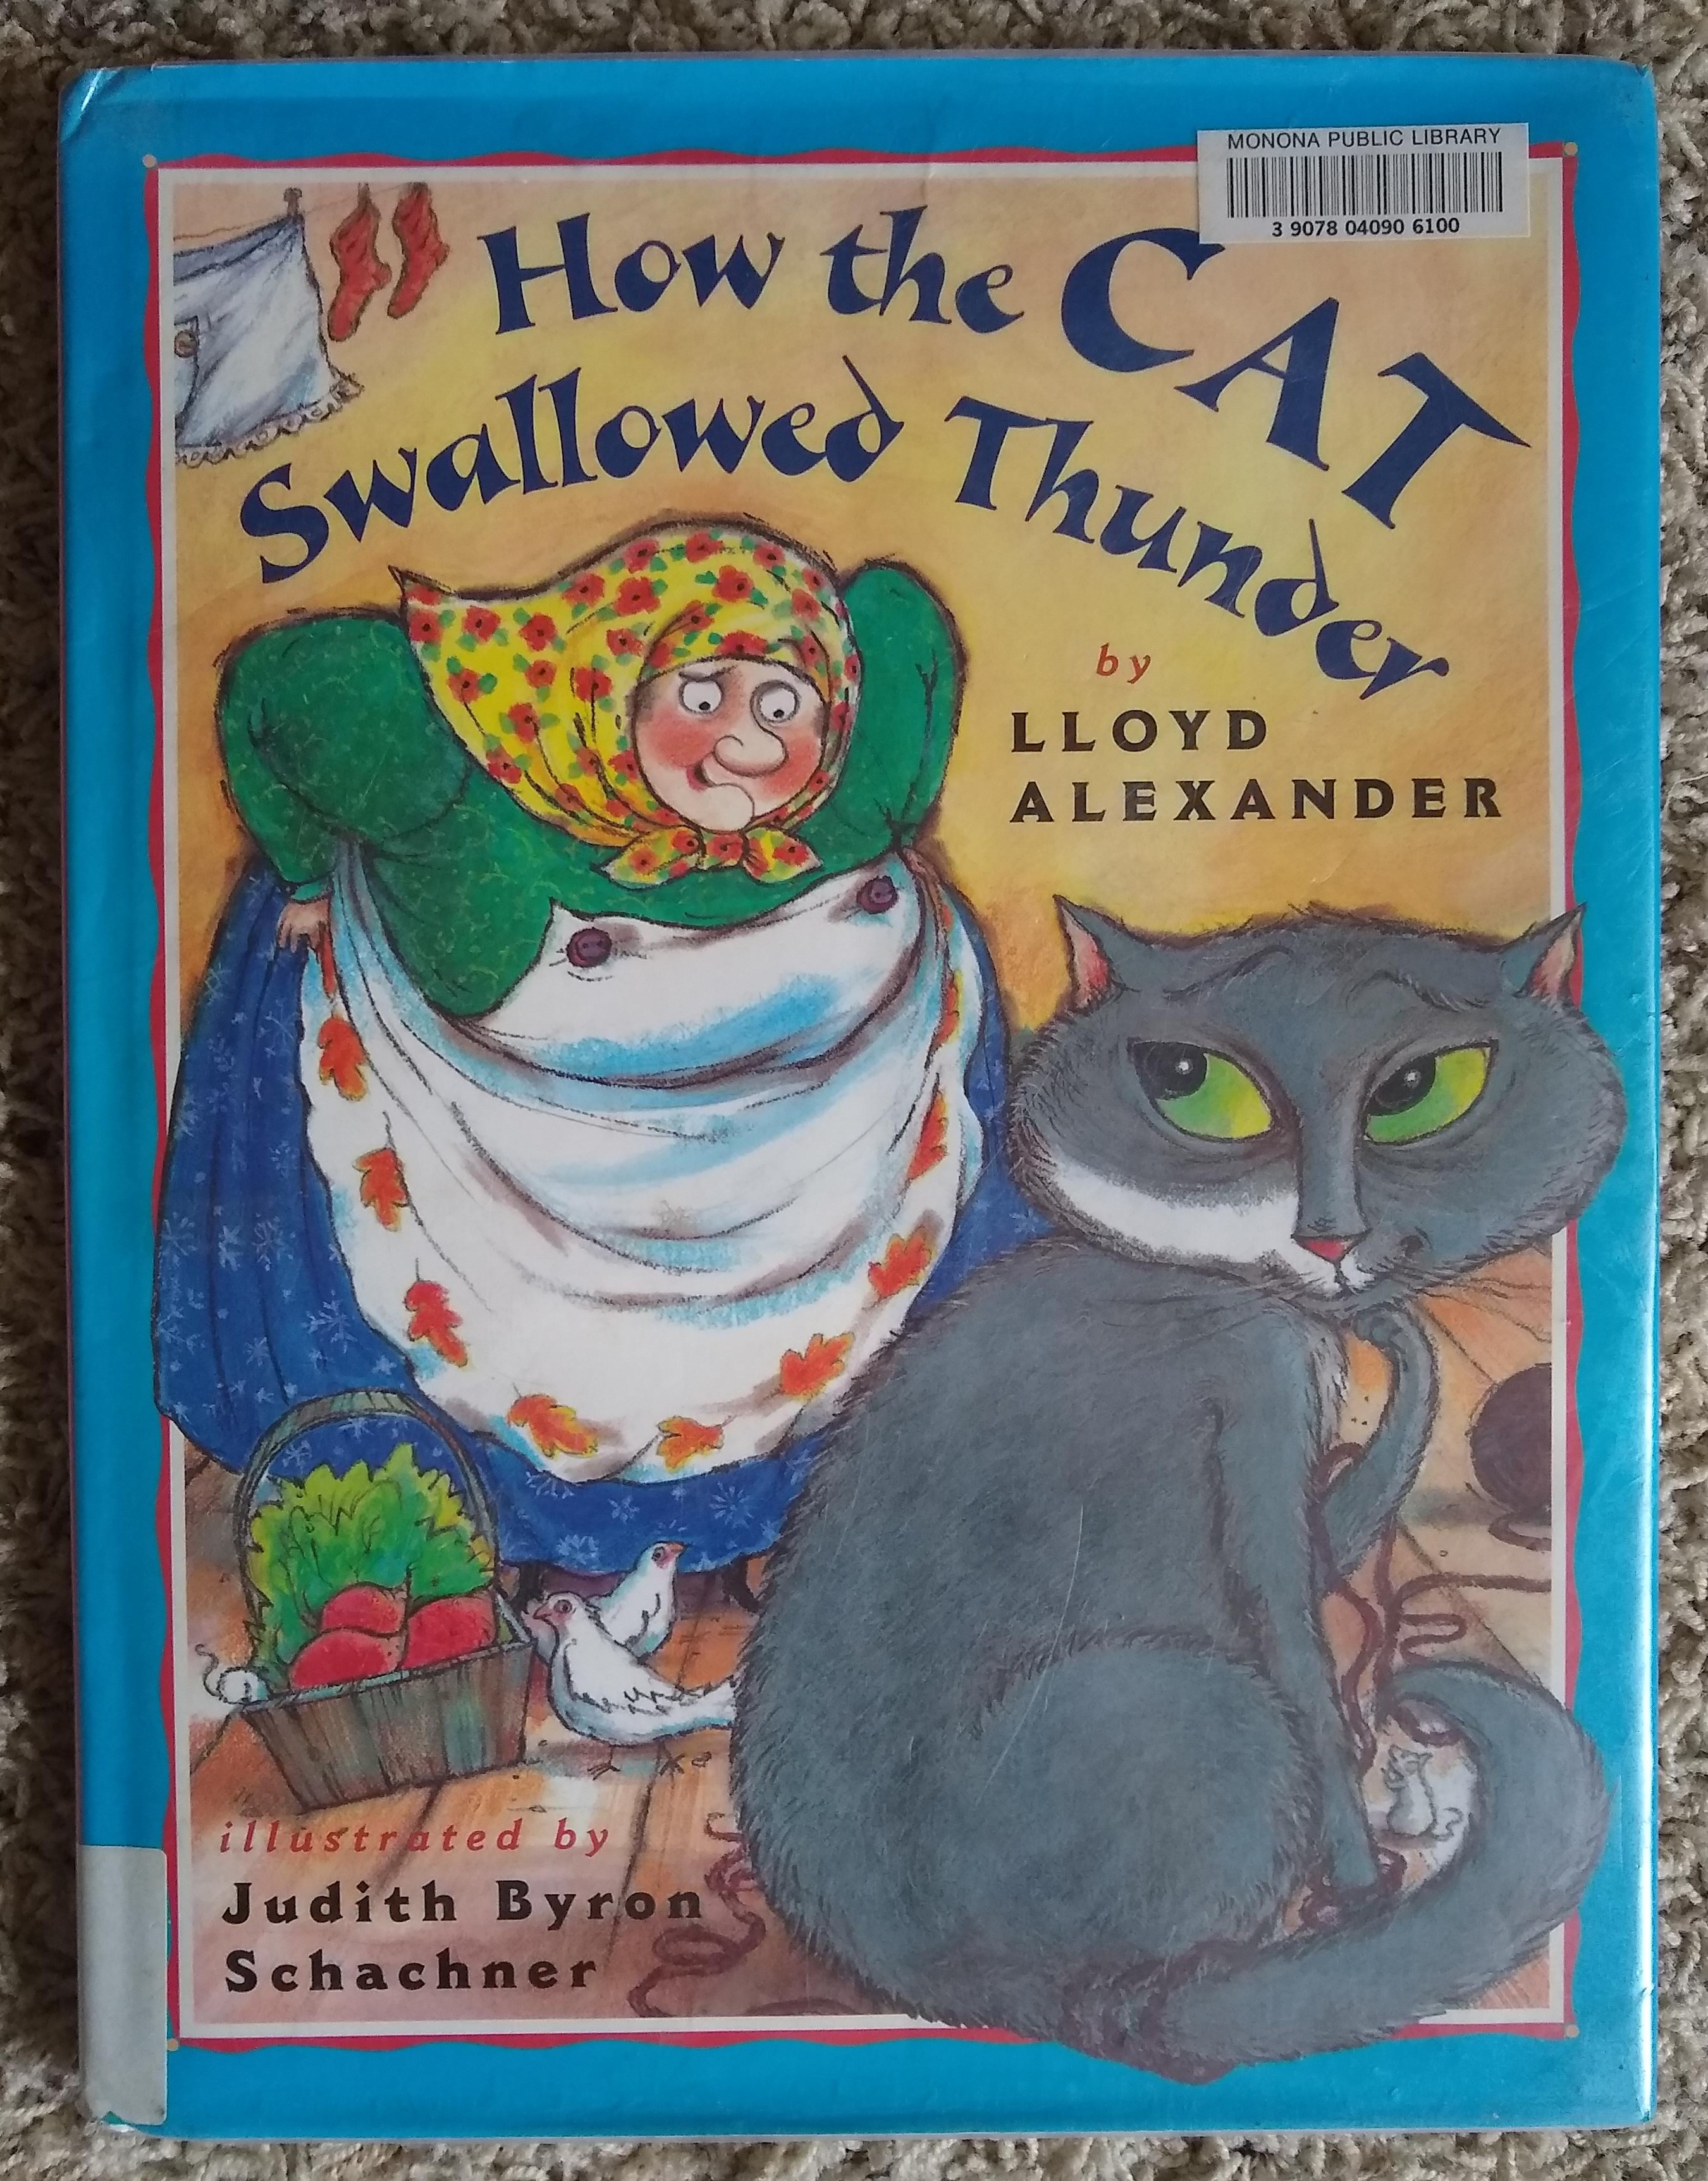 MONONA PUBLIC LIBRARY
3 9078 04090 6100
How the CAT
Swallowed Thunder
by
LLOYD
ALEXANDER
illustrated by
Judith Byron
Schachner